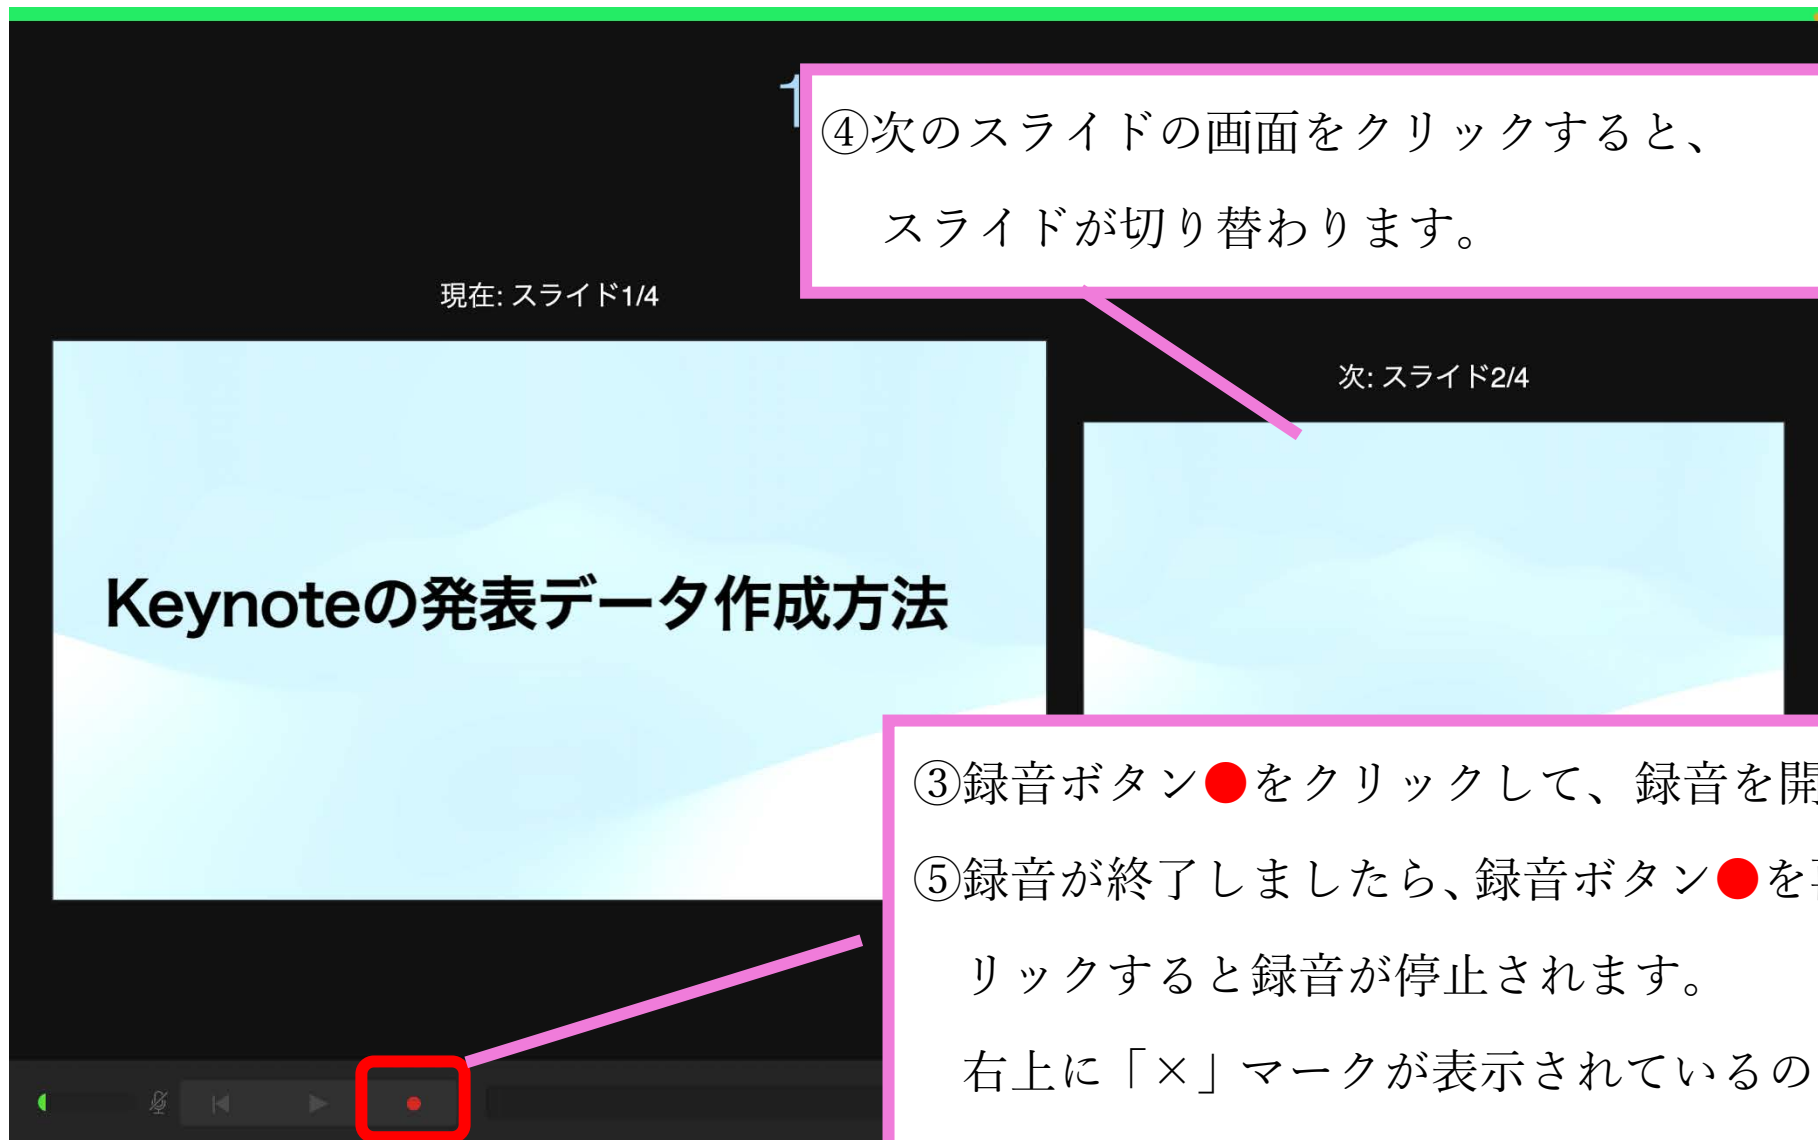 ④次のスライドの画面をクリックすると、
スライドが切り替わります。
現在: スライド1/4
次: スライド2/4
Keynoteの発表データ作成方法
③録音ボタン●をクリックして、録音を開
⑤録音が終了しましたら、録音ボタン●を
リックすると録音が停止されます。
右上に「×」マークが表示されているの